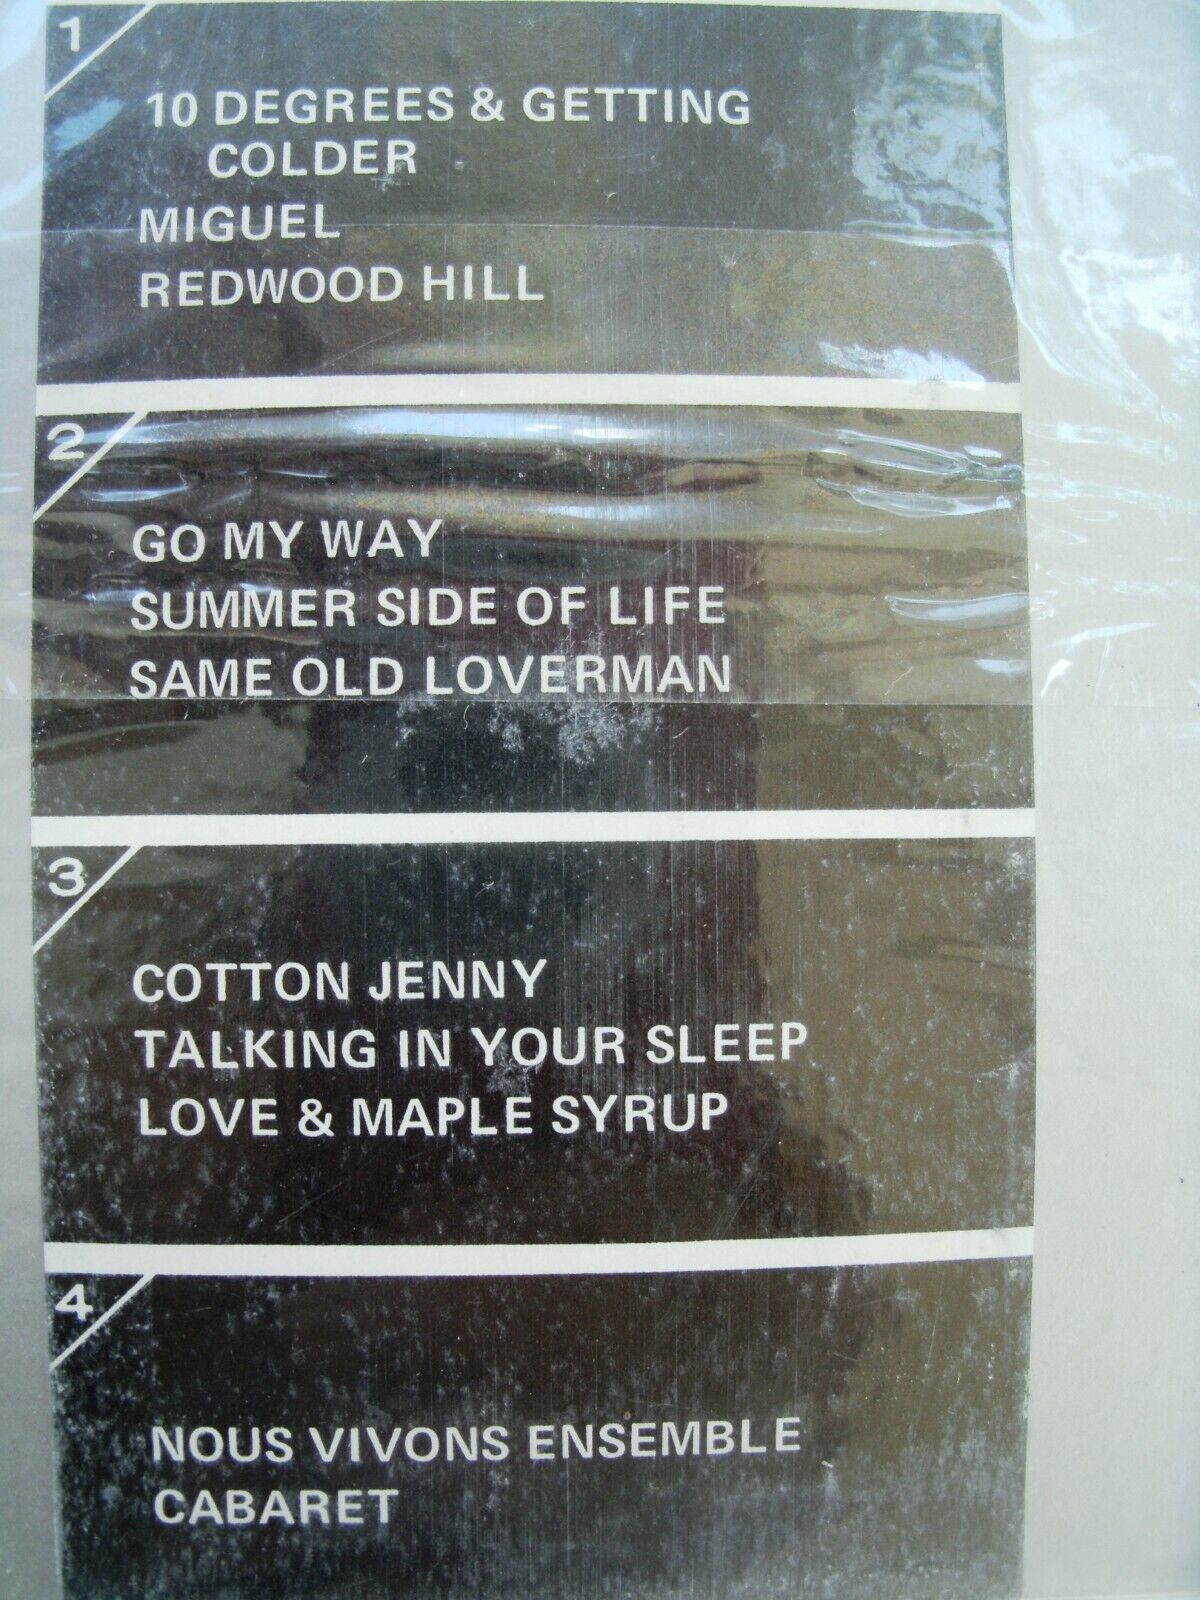 1
10 DEGREES & GETTING
COLDER
MIGUEL
REDWOOD HILL
2
GO MY WAY
SUMMER SIDE OF LIFE
SAME OLD LOVERMAN
3
COTTON JENNY
TALKING IN YOUR SLEEP
LOVE & MAPLE SYRUP
4
NOUS VIVONS ENSEMBLE
CABARET